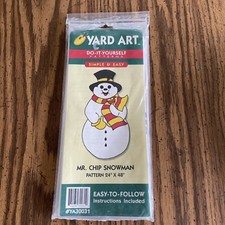 YARD ART
DO-IT-YOURSELF
PATTERNS
SIMPLE & EASY
MR. CHIP SNOWMAN
PATTERN 24" X 48"
EASY-TO-FOLLOW
Instructions Included
#YA30031